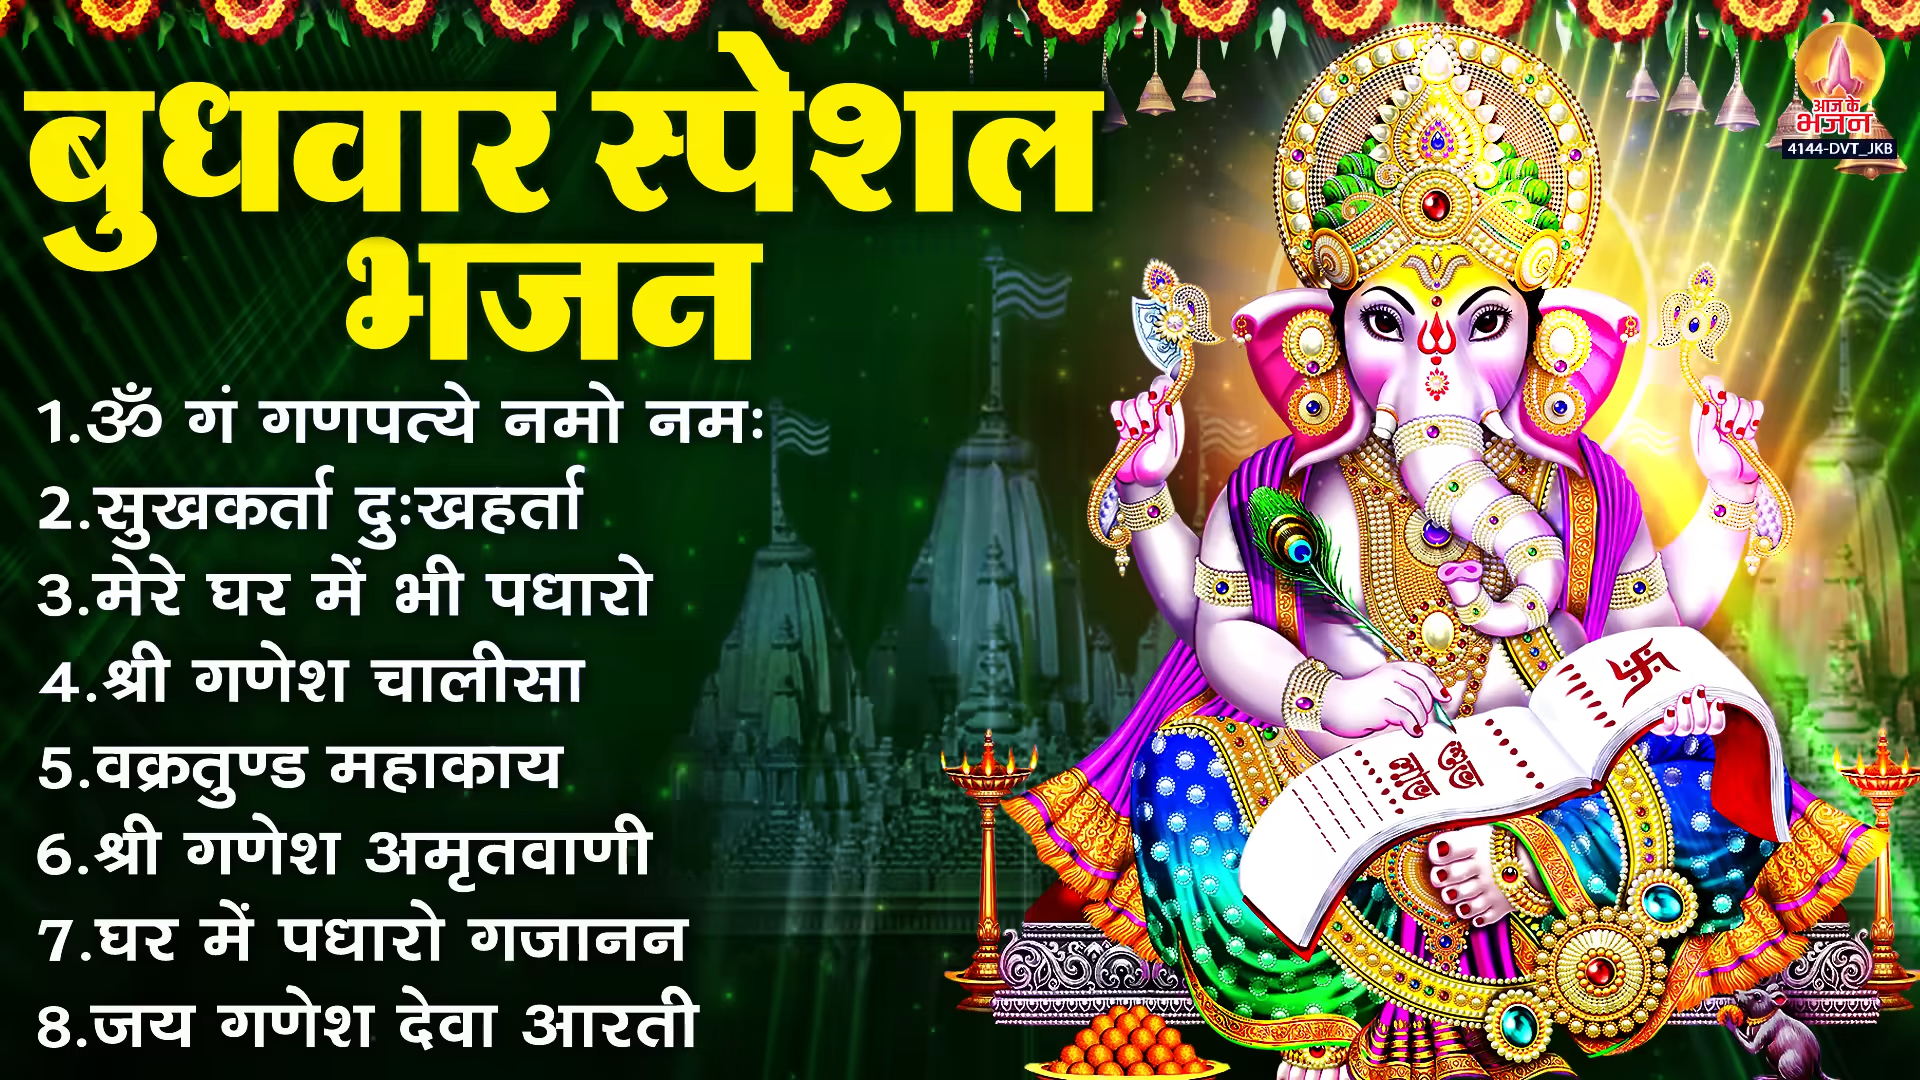 बुधवार स्पेशल
भजन
1.ॐ गं गणपत्ये नमो नमः
2.सुखकर्ता दुःखहर्ता
3.मेरे घर में भी पधारो
4.श्री गणेश चालीसा
5.वक्रतुण्ड महाकाय
6.श्री गणेश अमृतवाणी
7.घर में पधारो गजानन
8.जय गणेश देवा आरती
आज के
भजन
4144-DVT_JKB
शुभ
लाभ